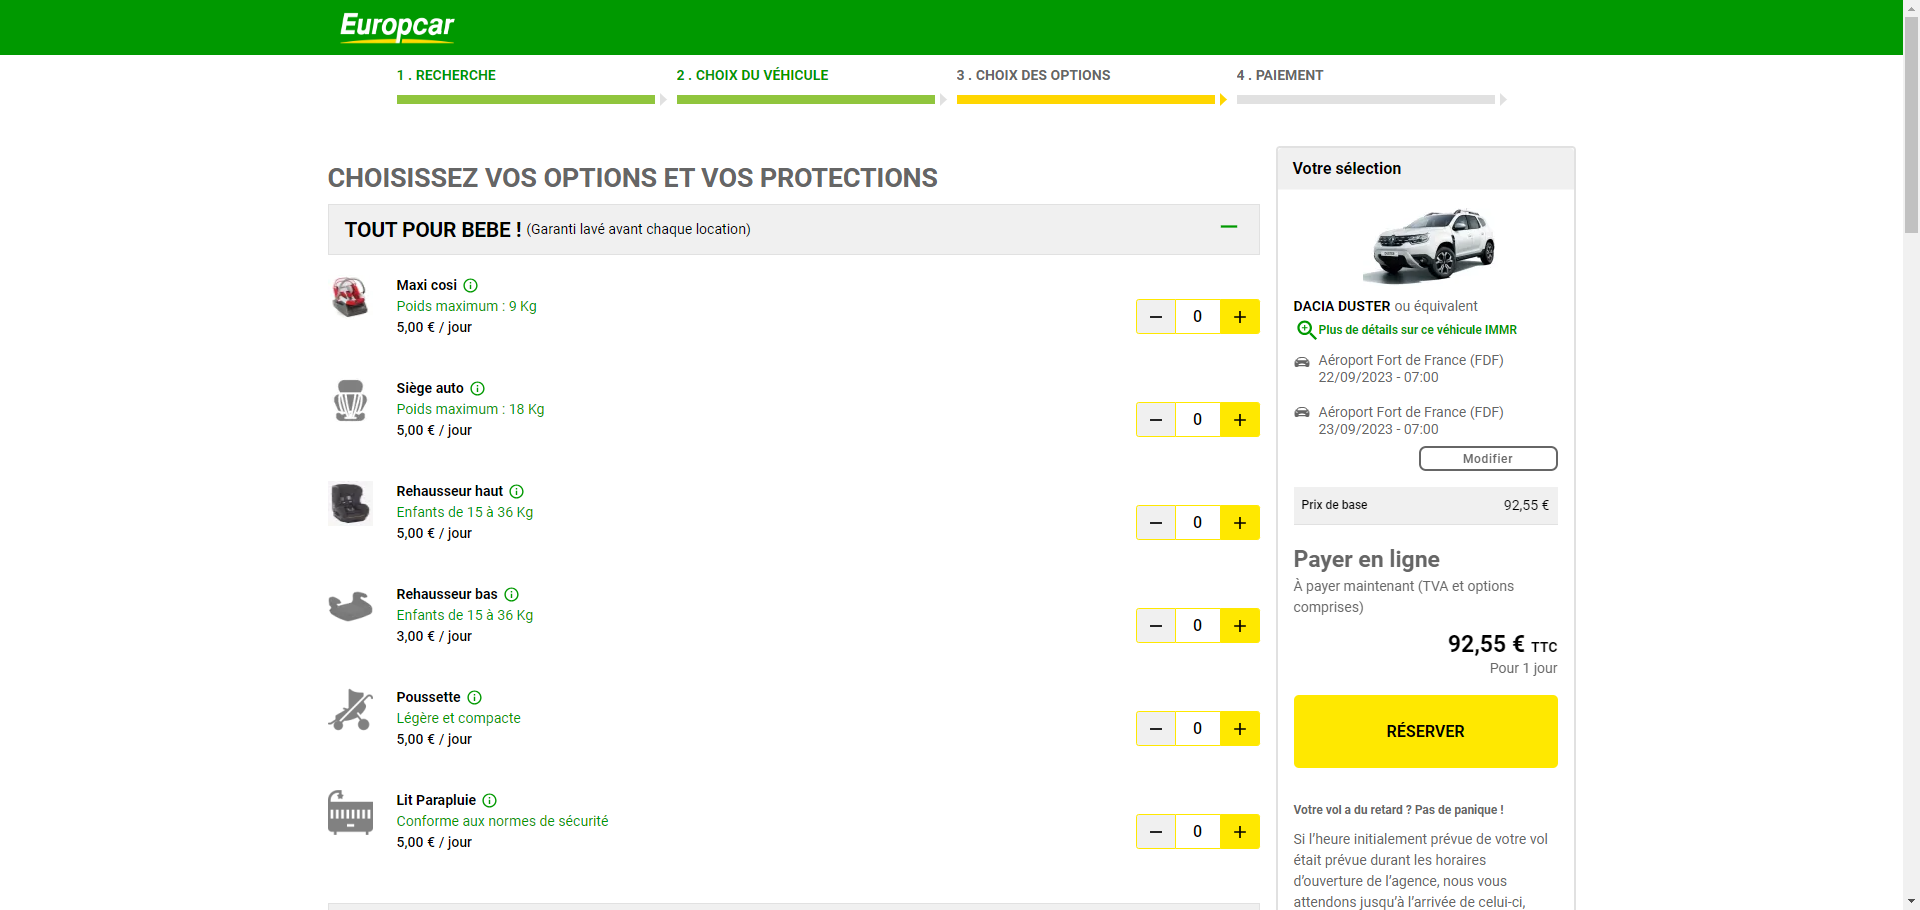 Europcar
1 . RECHERCHE
2 . CHOIX DU VÉHICULE
3 . CHOIX DES OPTIONS
4 . PAIEMENT
CHOISISSEZ VOS OPTIONS ET VOS PROTECTIONS
TOUT POUR BEBE ! (Garanti lavé avant chaque location)
Maxi cosi
Poids maximum : 9 Kg
5,00 € / jour
0
Siège auto
Poids maximum : 18 Kg
5,00 € / jour
0
Rehausseur haut
Enfants de 15 à 36 Kg
5,00 € / jour
0
Rehausseur bas
Enfants de 15 à 36 Kg
3,00 € / jour
0
Poussette
Légère et compacte
5,00 € / jour
0
Lit Parapluie
Conforme aux normes de sécurité
5,00 € / jour
0
Votre sélection
DACIA DUSTER ou équivalent
Plus de détails sur ce véhicule IMMR
Aéroport Fort de France (FDF)
22/09/2023 - 07:00
Aéroport Fort de France (FDF)
23/09/2023 - 07:00
Modifier
Prix de base 92,55 €
Payer en ligne
À payer maintenant (TVA et options
comprises)
92,55 € TTC
Pour 1 jour
RÉSERVER
Votre vol a du retard ? Pas de panique !
Si l’heure initialement prévue de votre vol
était prévue durant les horaires
d’ouverture de l’agence, nous vous
attendons jusqu’à l’arrivée de celui-ci,